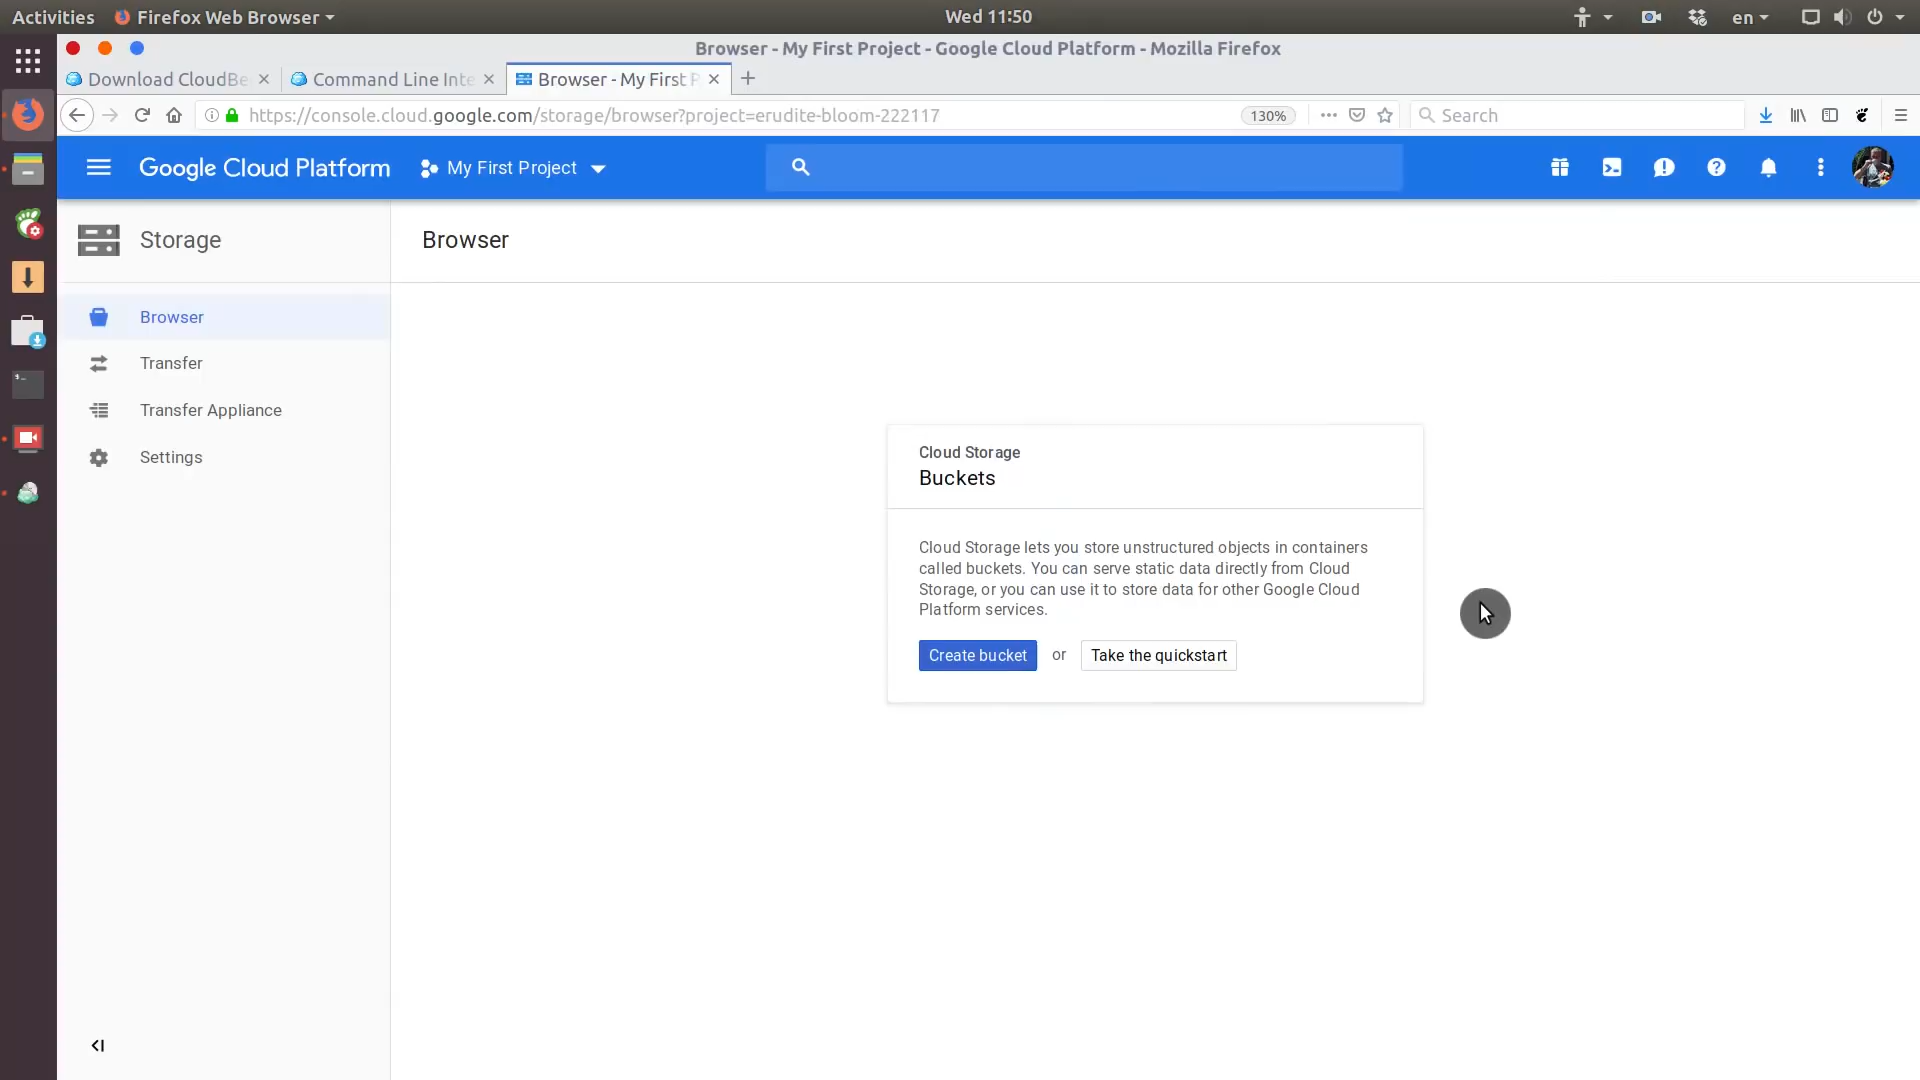 Activities Firefox Web Browser Wed 11:50 en
Browser - My First Project - Google Cloud Platform - Mozilla Firefox
Download CloudBe Command Line Inte Browser - My First P
https://console.cloud.google.com/storage/browser?project=erudite-bloom-222117 130% Search
Google Cloud Platform My First Project
Storage
Browser
Browser
Transfer
Transfer Appliance
Settings
Cloud Storage
Buckets
Cloud Storage lets you store unstructured objects in containers
called buckets. You can serve static data directly from Cloud
Storage, or you can use it to store data for other Google Cloud
Platform services.
Create bucket or Take the quickstart